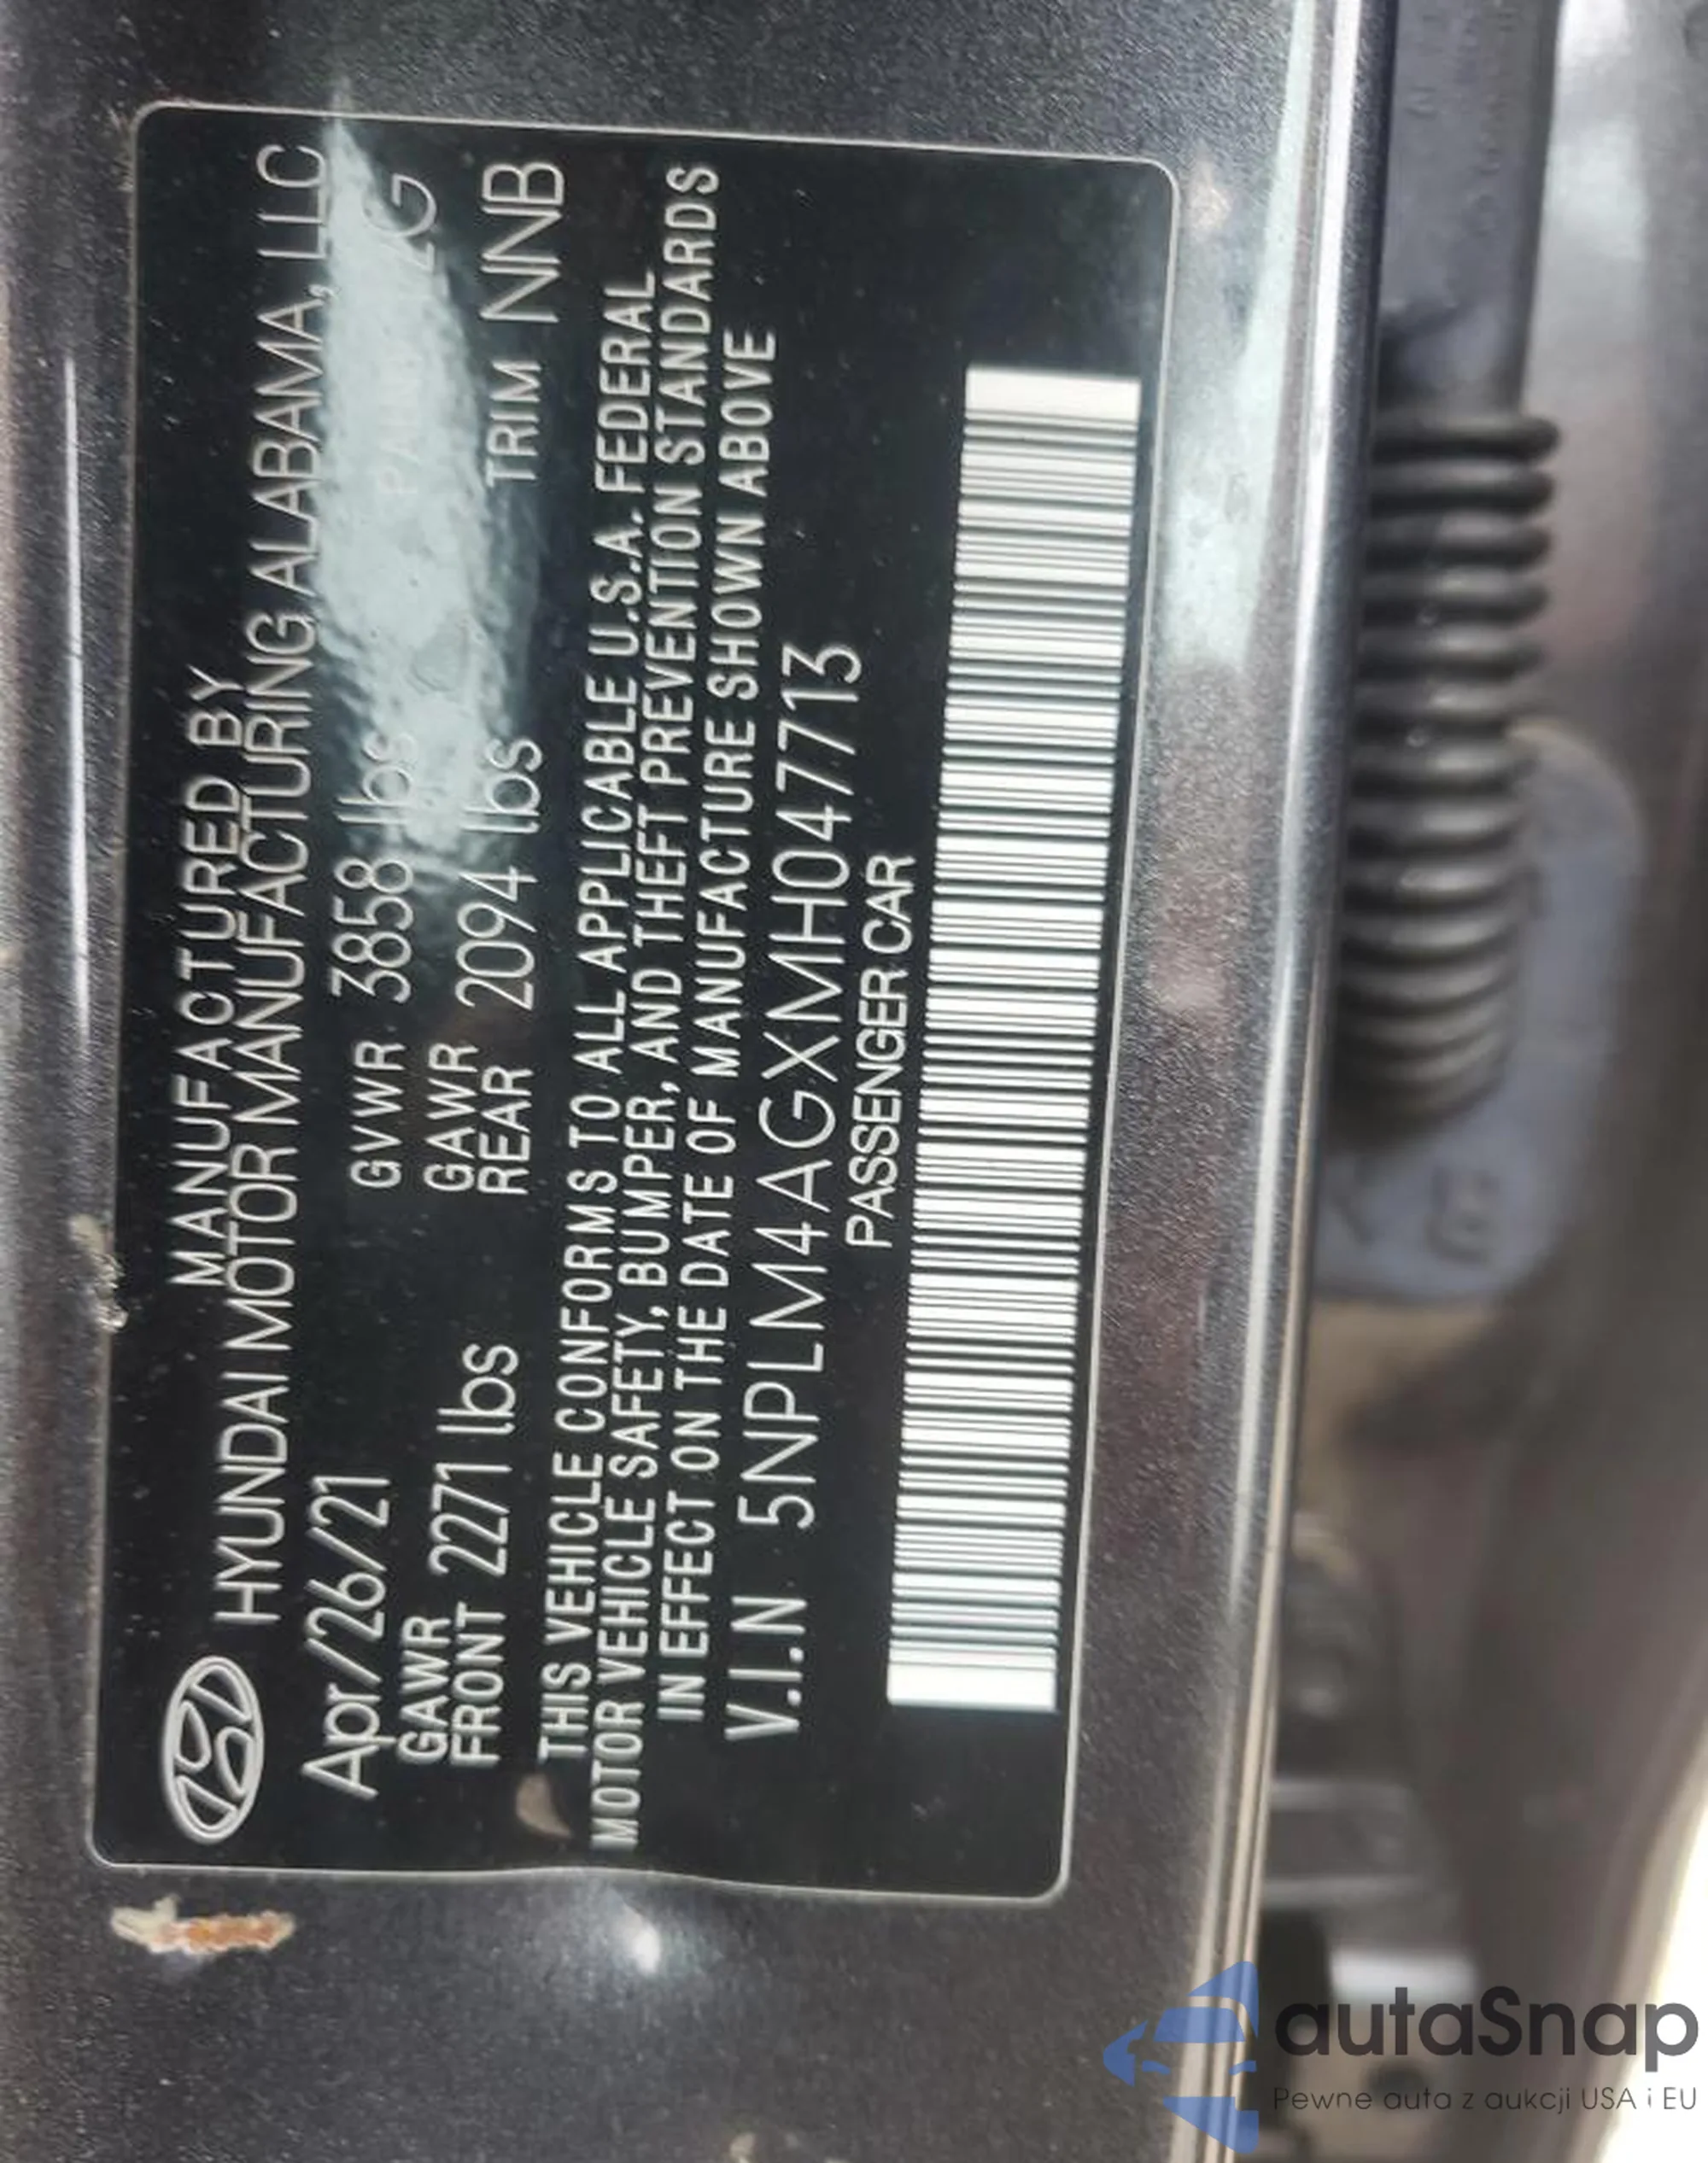 MANUFACTURED BY
HYUNDAI MOTOR MANUFACTURING ALABAMA, LLC
Apr/26/21 GVWR 3858 lbs PAINT
GAWR FRONT 2271 lbs GAWR REAR 2094 lbs TRIM NNB
THIS VEHICLE CONFORMS TO ALL APPLICABLE U.S.A. FEDERAL
MOTOR VEHICLE SAFETY, BUMPER, AND THEFT PREVENTION STANDARDS
IN EFFECT ON THE DATE OF MANUFACTURE SHOWN ABOVE
V.I.N 5NPLM4AGXMH047713
PASSENGER CAR
autaSnap
Pewne auta z aukcji USA i EU